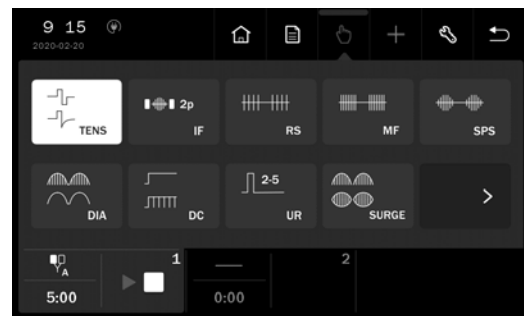 9 15
2020-02-20
TENS
2p
IF
RS
MF
SPS
DIA
DC
2-5
UR
SURGE
A
1
5:00
0:00
2